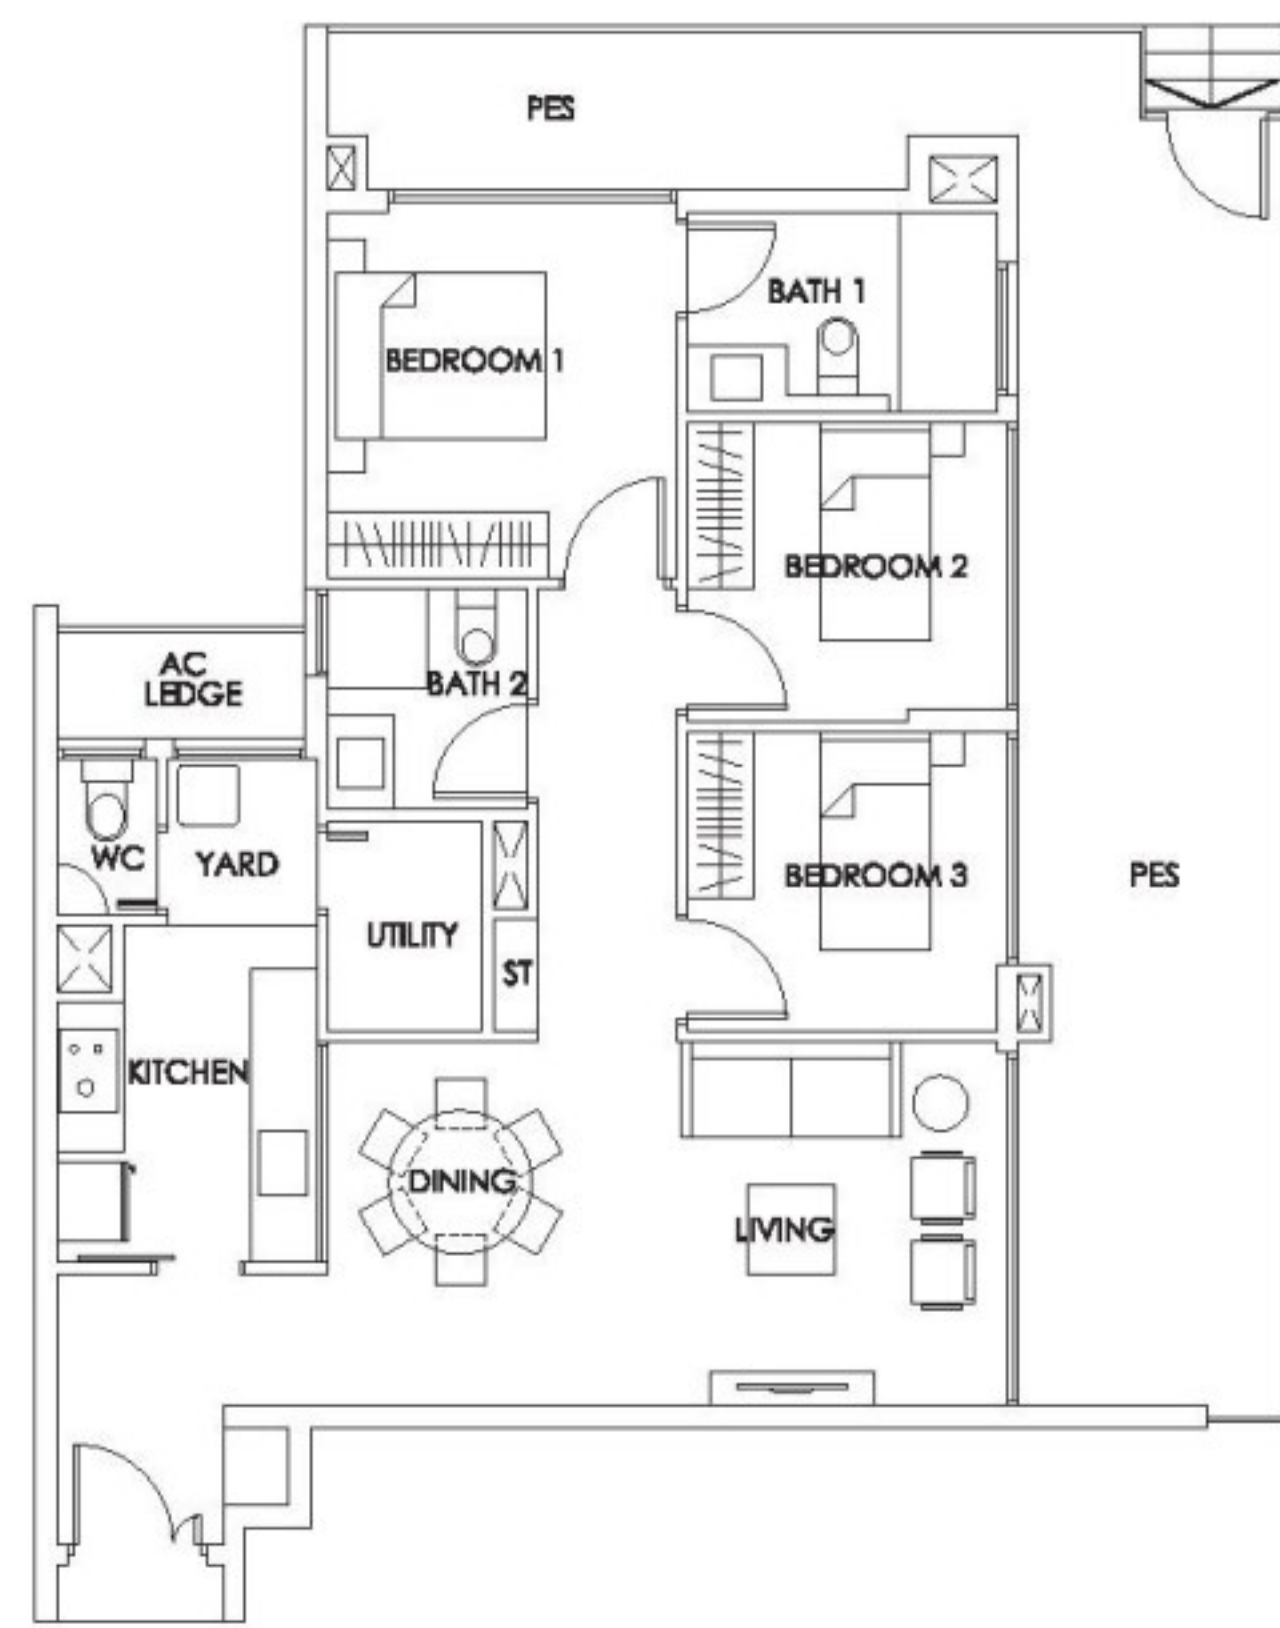 PES
BATH 1
BEDROOM 1
BEDROOM 2
AC
LEDGE
BATH 2
WC
YARD
BEDROOM 3
PES
UTILITY
ST
KITCHEN
DINING
LIVING